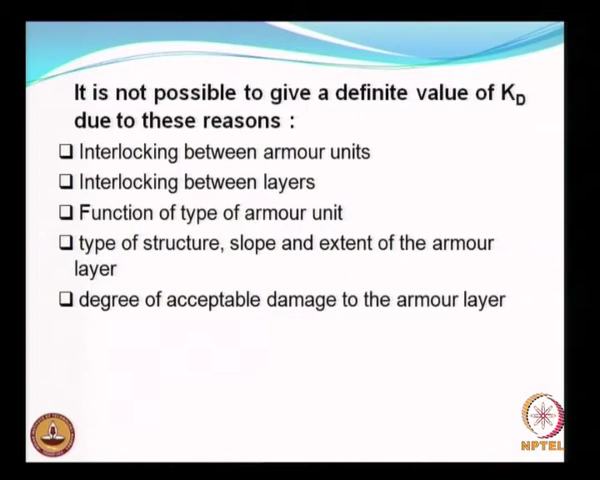 It is not possible to give a definite value of KD
due to these reasons :
❑ Interlocking between armour units
❑ Interlocking between layers
❑ Function of type of armour unit
❑ type of structure, slope and extent of the armour
layer
❑ degree of acceptable damage to the armour layer
NPTEL